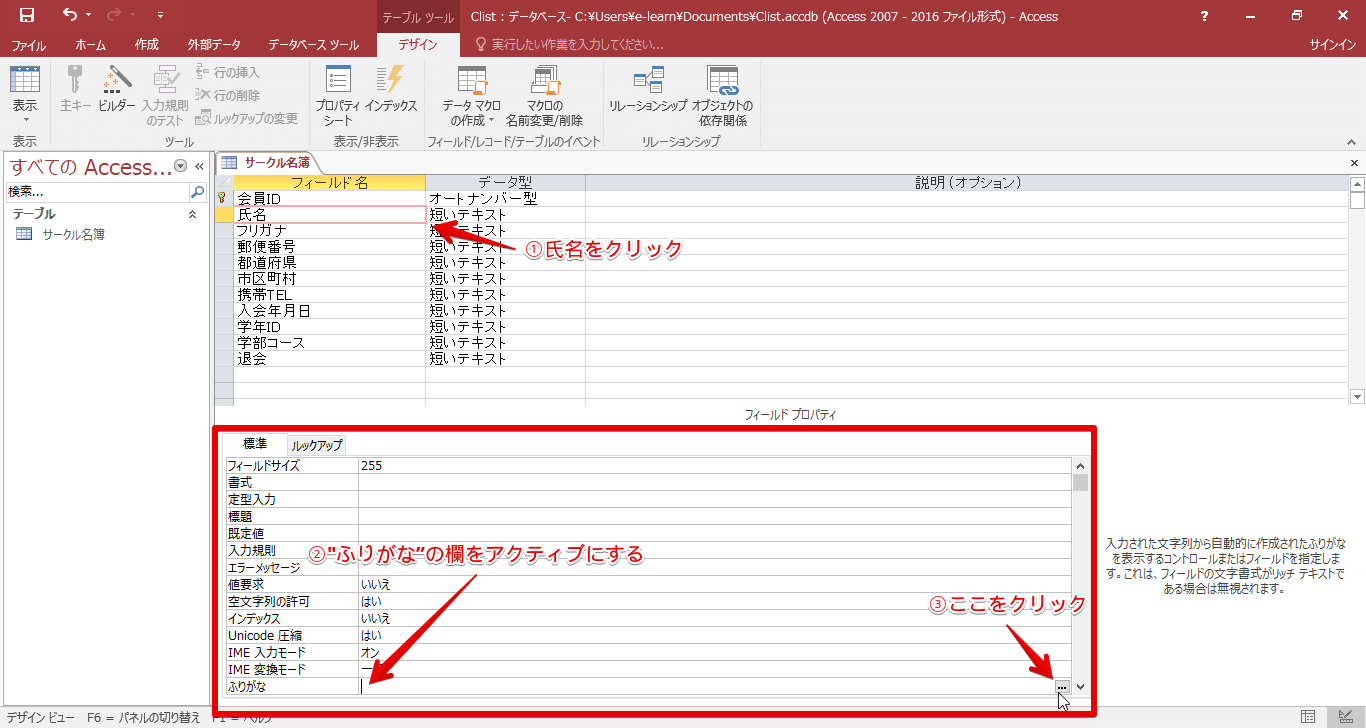 テーブル ツール
Clist : データベース- C:¥Users¥e-learn¥Documents¥Clist.accdb (Access 2007 - 2016 ファイル形式) - Access
?
ファイル ホーム 作成 外部データ データベース ツール デザイン 実行したい作業を入力してください... サインイン
表示
主キー
ビルダー
入力規則
のテスト
行の挿入
行の削除
ルックアップの変更
プロパティ
シート
インデックス
データ マクロ
の作成
マクロの
名前変更/削除
リレーションシップ
オブジェクトの
依存関係
表示 ツール 表示/非表示 フィールド/レコード/テーブルのイベント リレーションシップ
すべての Access...
検索...
テーブル
サークル名簿
サークル名簿
フィールド名 データ型 説明 (オプション)
会員ID オートナンバー型
氏名 短いテキスト
フリガナ 短いテキスト
郵便番号 短いテキスト
都道府県 短いテキスト
市区町村 短いテキスト
携帯TEL 短いテキスト
入会年月日 短いテキスト
学年ID 短いテキスト
学部コース 短いテキスト
退会 短いテキスト
①氏名をクリック
フィールド プロパティ
標準 ルックアップ
フィールドサイズ 255
書式
定型入力
標題
既定値
入力規則
エラーメッセージ
値要求 いいえ
空文字列の許可 はい
インデックス いいえ
Unicode 圧縮 はい
IME 入力モード オン
IME 変換モード
ふりがな ...
②"ふりがな”の欄をアクティブにする
③ここをクリック
入力された文字列から自動的に作成されたふりがな
を表示するコントロールまたはフィールドを指定しま
す。これは、フィールドの文字書式がリッチ テキストで
ある場合は無視されます。
デザイン ビュー F6 = パネルの切り替え F1 = ヘルプ